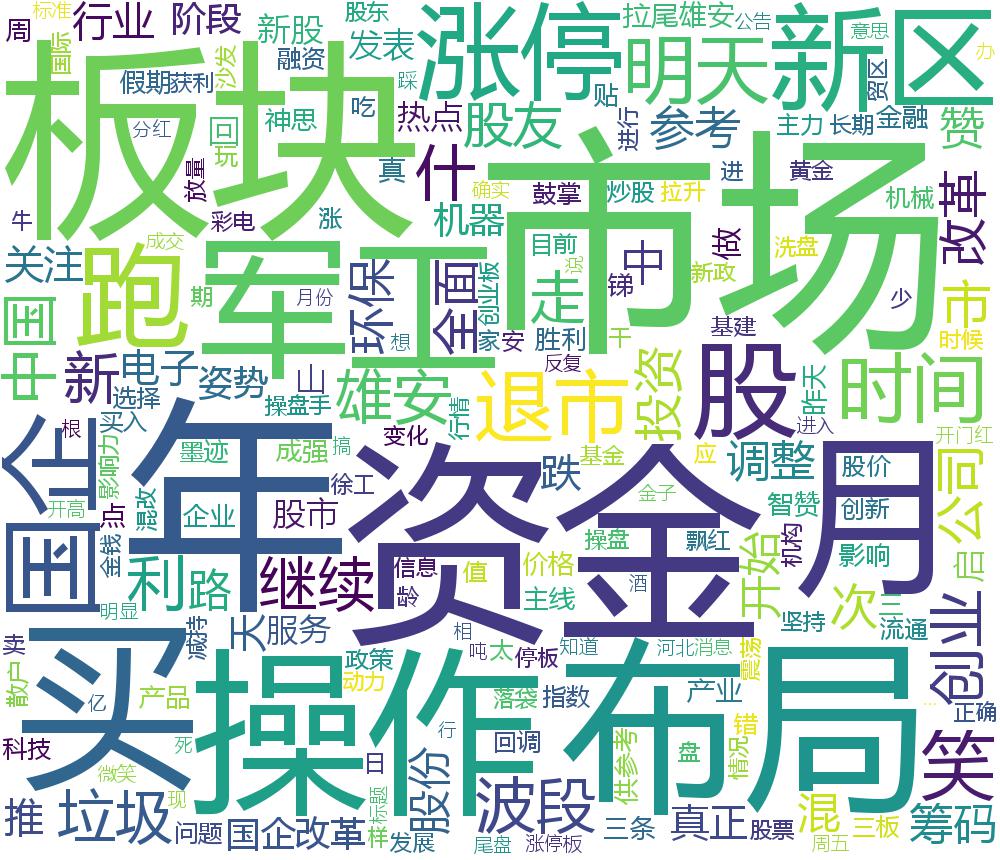 周
标准
国际
行业
阶段
沙发
新股
融资
股东
发表
踩
涨停
拉尾雄安
公告
明天
新区
意思
贸区
办
板块
假期
获利
分红
回
玩
神思
吃
热点
贴
股友
进行
参考
主力
长期
金融
赞
牛
放量
彩电
涨
真
什
机器
确实
鼓掌
炒股
拉升
进
黄金
机械
市场
改革
关注
成交
跑
期
月份
军工
环保
想
全面
创业板
家
安
目前
走
胜利
反复
干
锑
中
新政
做
洗盘
基建
少
市
时候
中国
新
电子
姿势
山
选择
买入
操盘手
雄安
行情
退市
投资
股
昨天
进入
时间
开门红
国企
根
影响力
开高
点
墨迹
混改
企业
成强
搞
变化
股市
徐工
年
资金
跌
基金
金子
应
调整
智赞
机构
股价
创新
月
公司
启
金钱
明显
利
路
继续
信息
龄
值
价格
操盘
飘红
主线
开始
影响
坚持
次
三
流通
卖
散户
亿
减持
天
服务
政策
动力
相
吨
太
停板
知道
酒
河北
消息
震荡
创业
买
产品
科技
微笑
死
现
操作
落袋
指数
回调
行
日
布局
产业
供参考
盘
错
情况
正确
笑
推
垃圾
问题
国企改革
样
标题
发展
股份
波段
尾盘
涨停板
三条
真正
股票
混
周五
三板
筹码